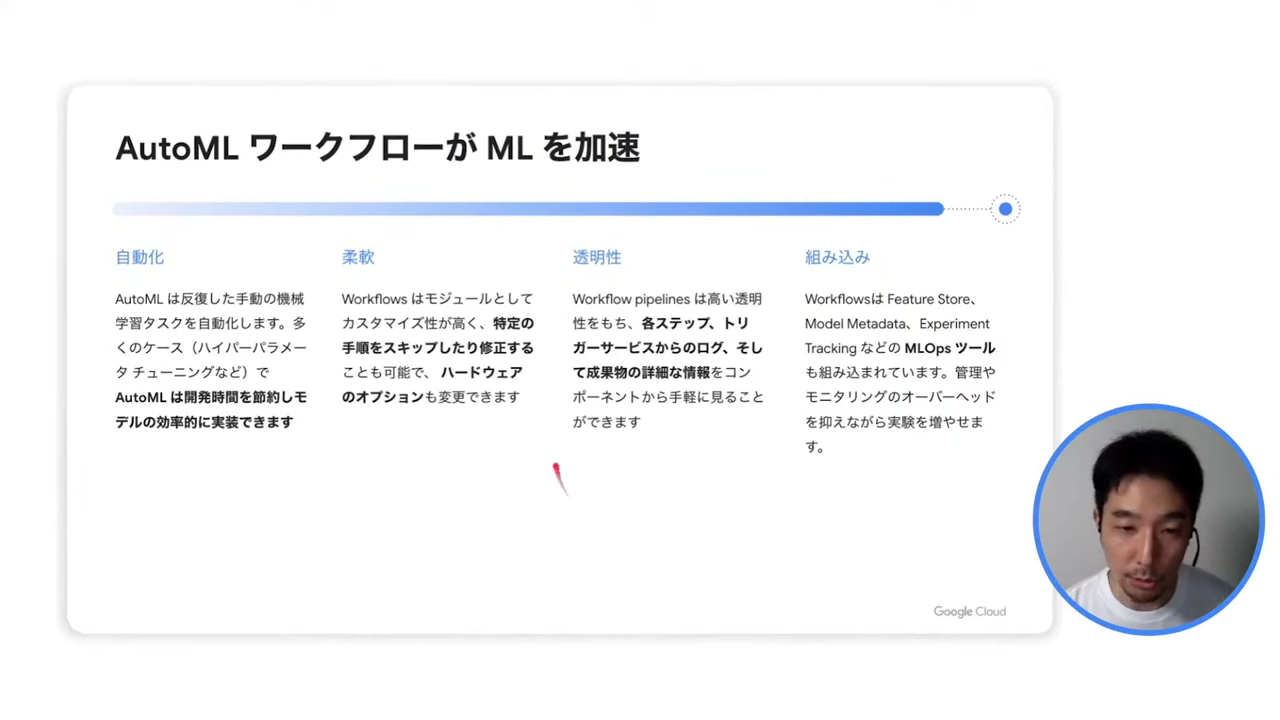 AutoML ワークフローが ML を加速
自動化
AutoML は反復した手動の機械
学習タスクを自動化します。多
くのケース（ハイパーパラメー
タ チューニングなど）で
AutoML は開発時間を節約しモ
デルの効率的に実装できます
柔軟
Workflows はモジュールとして
カスタマイズ性が高く、特定の
手順をスキップしたり修正する
ことも可能で、 ハードウェア
のオプションも変更できます
透明性
Workflow pipelines は高い透明
性をもち、各ステップ、トリ
ガーサービスからのログ、そし
て成果物の詳細な情報をコン
ポーネントから手軽に見ること
ができます
組み込み
Workflowsは Feature Store、
Model Metadata、Experiment
Tracking などの MLOps ツール
も組み込まれています。管理や
モニタリングのオーバーヘッド
を抑えながら実験を増やせま
す。
Google Cloud